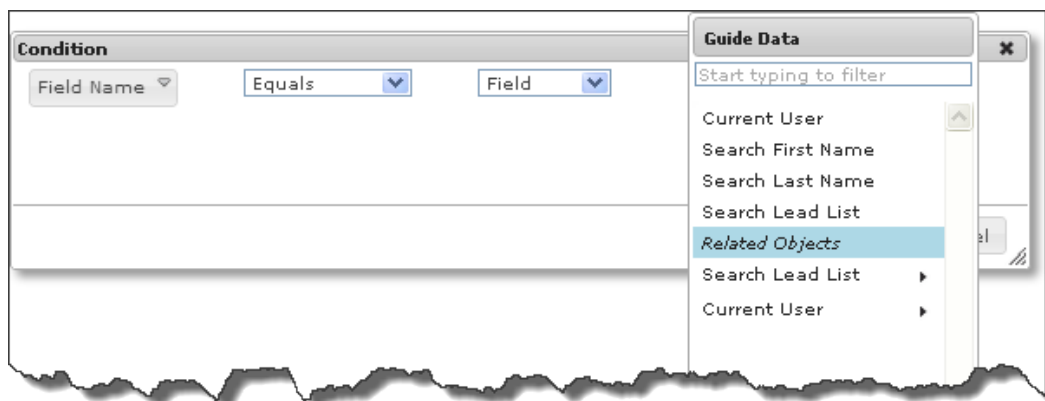 Condition
Field Name
Equals
Field
Guide Data
Start typing to filter
Current User
Search First Name
Search Last Name
Search Lead List
Related Objects
Search Lead List
Current User
el